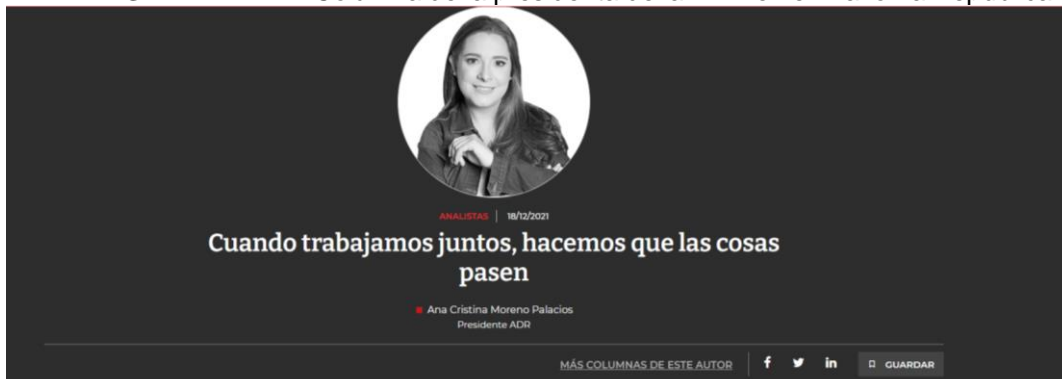 ANALISTAS | 18/12/2021
Cuando trabajamos juntos, hacemos que las cosas
pasen
Ana Cristina Moreno Palacios
Presidente ADR
MÁS COLUMNAS DE ESTE AUTOR GUARDAR